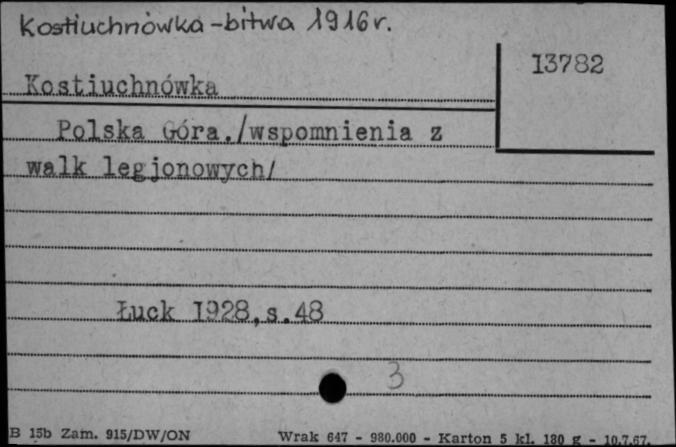 Kostiuchnówka - bitwa 1916 r.
13782
Kostiuchnówka
Polska Góra./wspomnienia z
walk legjonowych/
Łuck 1928,s.48
3
B 15b Zam. 915/DW/ON Wrak 647 - 980.000 - Karton 5 kl. 180 g - 10.7.67.